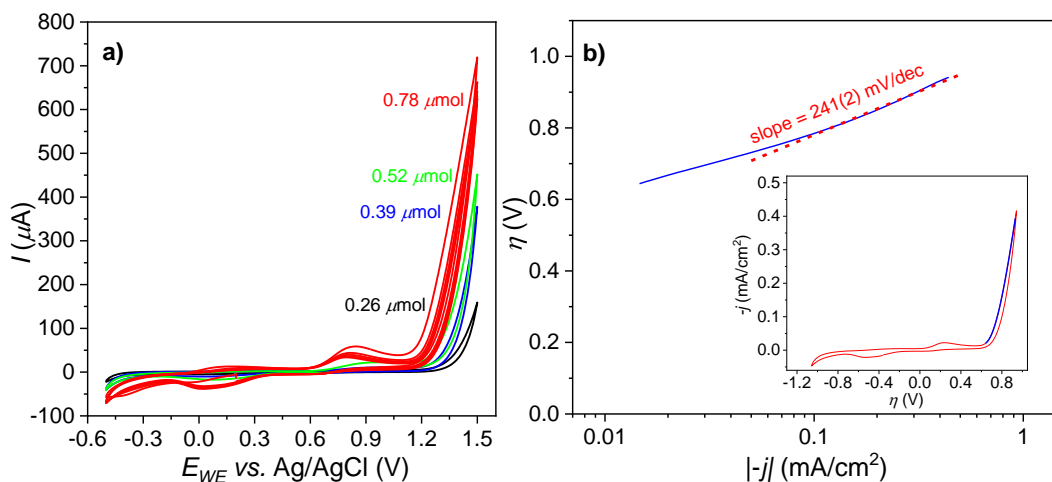 a)
800
700
600
500
400
300
200
100
0
-100
I (μA)
0.78 μmol
0.52 μmol
0.39 μmol
0.26 μmol
-0.6 -0.3 0.0 0.3 0.6 0.9 1.2 1.5
E_WE vs. Ag/AgCl (V)
b)
1.0
0.8
0.6
0.4
0.2
0.0
η (V)
slope = 241(2) mV/dec
0.01 0.1 1
|-j| (mA/cm²)
0.5
0.4
0.3
0.2
0.1
0.0
-j (mA/cm²)
-1.2 -0.8 -0.4 0.0 0.4 0.8
η (V)